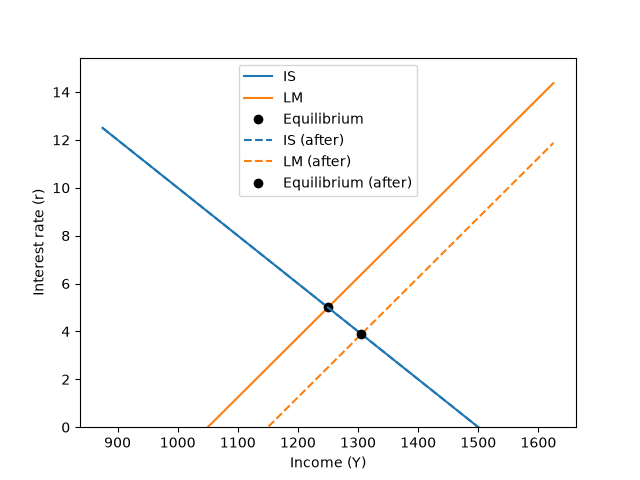 IS
LM
Equilibrium
IS (after)
LM (after)
Equilibrium (after)
14
12
10
8
6
4
2
0
Interest rate (r)
900 1000 1100 1200 1300 1400 1500 1600
Income (Y)